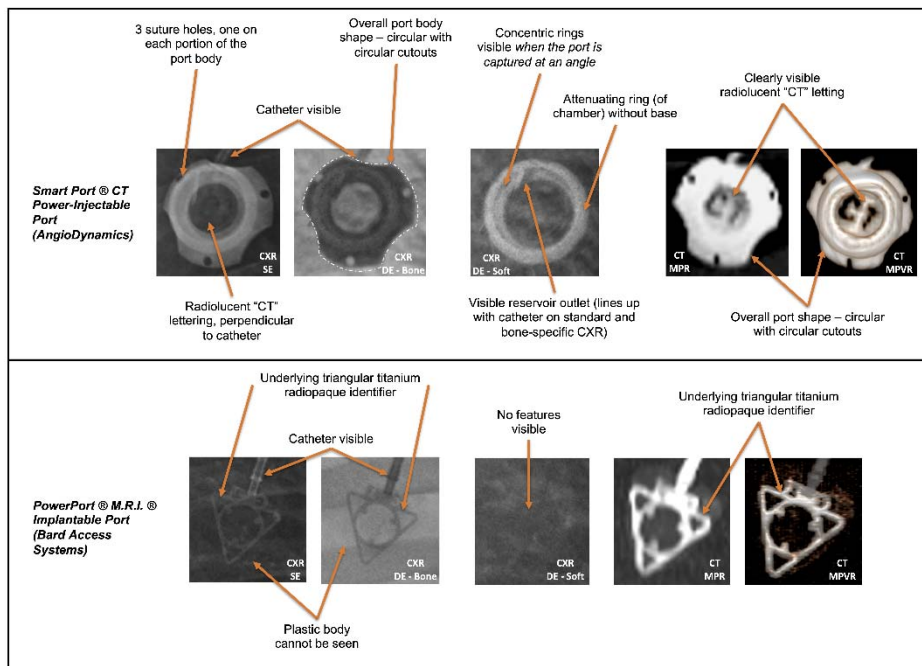 3 suture holes, one on
each portion of the
port body
Overall port body
shape – circular with
circular cutouts
Concentric rings
visible when the port is
captured at an angle
Clearly visible
radiolucent “CT” letting
Catheter visible
Attenuating ring (of
chamber) without base
Smart Port ® CT
Power-Injectable
Port
(AngioDynamics)
CXR
SE
CXR
DE - Bone
CXR
DE - Soft
CT
MPR
CT
MPVR
Radiolucent “CT”
lettering, perpendicular
to catheter
Visible reservoir outlet (lines up
with catheter on standard and
bone-specific CXR)
Overall port shape – circular
with circular cutouts
Underlying triangular titanium
radiopaque identifier
Catheter visible
No features
visible
Underlying triangular titanium
radiopaque identifier
PowerPort ® M.R.I. ®
Implantable Port
(Bard Access
Systems)
CXR
SE
CXR
DE - Bone
CXR
DE - Soft
CT
MPR
CT
MPVR
Plastic body
cannot be seen